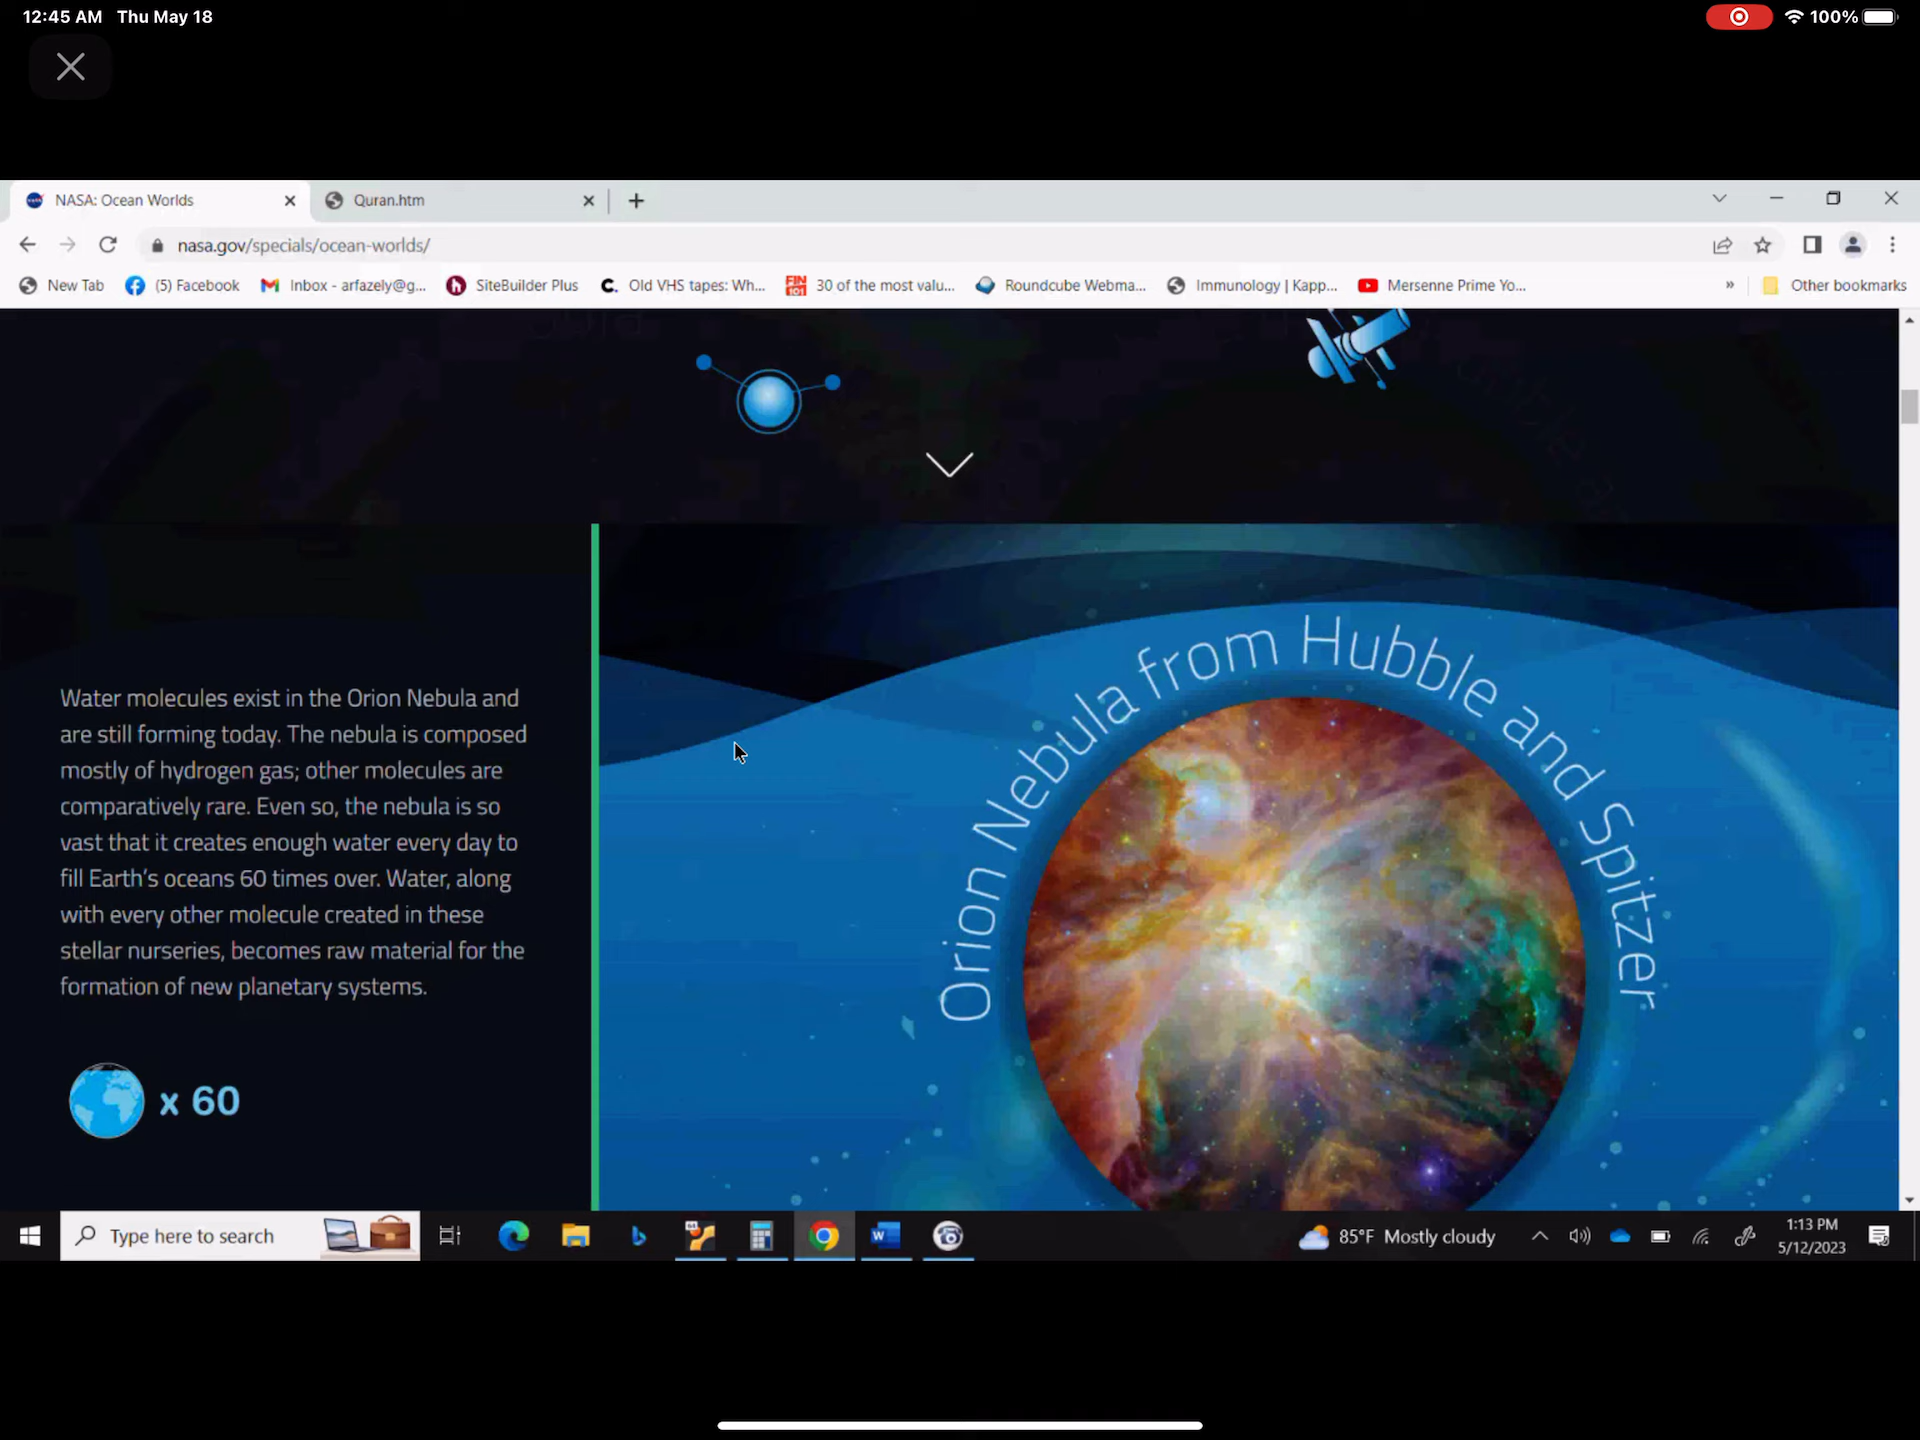 12:45 AM Thu May 18
100%
NASA: Ocean Worlds
Quran.htm
nasa.gov/specials/ocean-worlds/
New Tab
(5) Facebook
Inbox - arfazely@g...
SiteBuilder Plus
Old VHS tapes: Wh...
FIN 101
30 of the most valu...
Roundcube Webma...
Immunology | Kapp...
Mersenne Prime Yo...
»
Other bookmarks
Orion Nebula from Hubble and Spitzer
Water molecules exist in the Orion Nebula and
are still forming today. The nebula is composed
mostly of hydrogen gas; other molecules are
comparatively rare. Even so, the nebula is so
vast that it creates enough water every day to
fill Earth's oceans 60 times over. Water, along
with every other molecule created in these
stellar nurseries, becomes raw material for the
formation of new planetary systems.
x 60
Type here to search
85°F Mostly cloudy
1:13 PM
5/12/2023